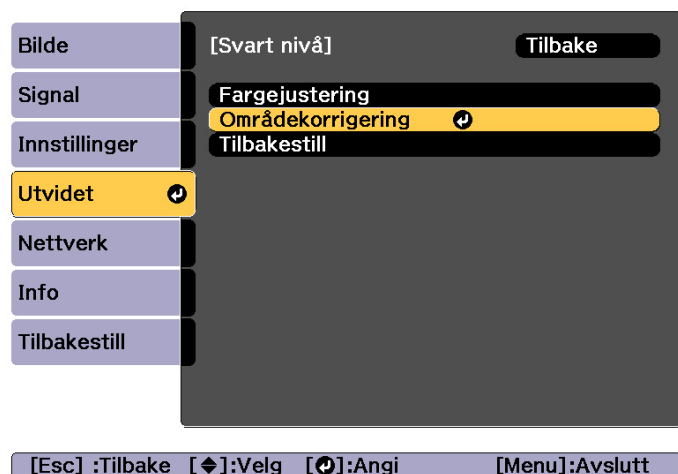 Bilde
Signal
Innstillinger
Utvidet
Nettverk
Info
Tilbakestill
[Svart nivå] Tilbake
Fargejustering
Områdekorrigering
Tilbakestill
[Esc] :Tilbake [◆]:Velg [↵]:Angi [Menu]:Avslutt